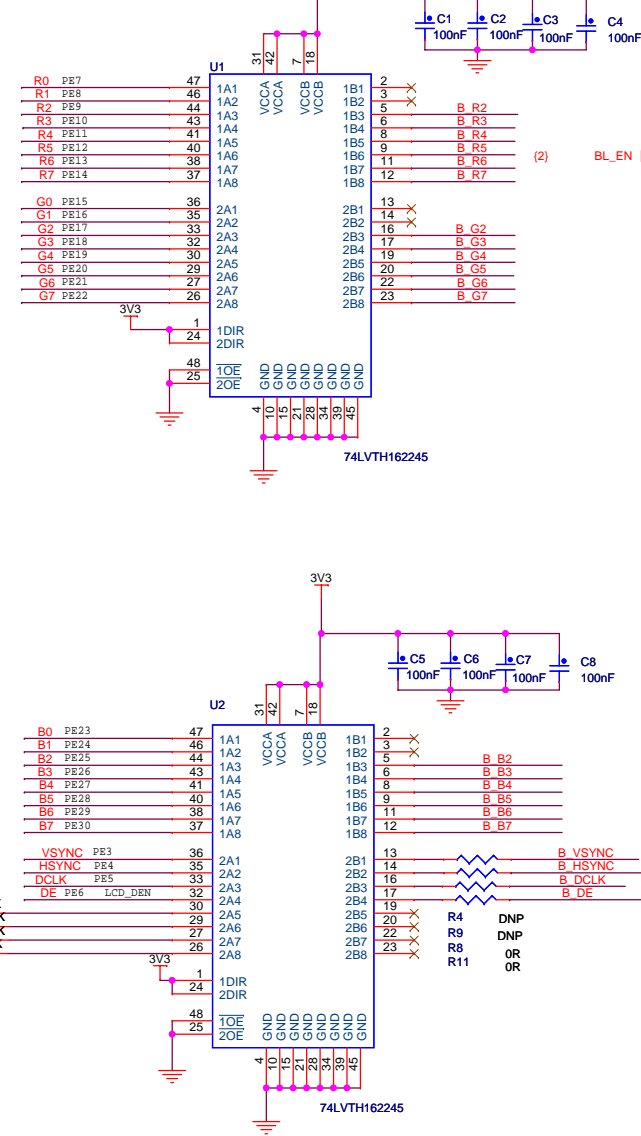 C1 C2 C3 C4
100nF 100nF 100nF 100nF
U1
31 42 7 18
VCCA VCCA VCCB VCCB
R0 PE7 47 1A1 1B1 2
R1 PE8 46 1A2 1B2 3
R2 PE9 44 1A3 1B3 5 B_R2
R3 PE10 43 1A4 1B4 6 B_R3
R4 PE11 41 1A5 1B5 8 B_R4
R5 PE12 40 1A6 1B6 9 B_R5 {2} BL_EN
R6 PE13 38 1A7 1B7 11 B_R6
R7 PE14 37 1A8 1B8 12 B_R7
G0 PE15 36 2A1 2B1 13
G1 PE16 35 2A2 2B2 14
G2 PE17 33 2A3 2B3 16 B_G2
G3 PE18 32 2A4 2B4 17 B_G3
G4 PE19 30 2A5 2B5 19 B_G4
G5 PE20 29 2A6 2B6 20 B_G5
G6 PE21 27 2A7 2B7 22 B_G6
G7 PE22 26 2A8 2B8 23 B_G7
3V3
1 1DIR
24 2DIR
48 1OE
25 2OE
GND GND GND GND GND GND GND GND
4 10 15 21 28 34 39 45
74LVTH162245
3V3
C5 C6 C7 C8
100nF 100nF 100nF 100nF
U2
31 42 7 18
VCCA VCCA VCCB VCCB
B0 PE23 47 1A1 1B1 2
B1 PE24 46 1A2 1B2 3
B2 PE25 44 1A3 1B3 5 B_B2
B3 PE26 43 1A4 1B4 6 B_B3
B4 PE27 41 1A5 1B5 8 B_B4
B5 PE28 40 1A6 1B6 9 B_B5
B6 PE29 38 1A7 1B7 11 B_B6
B7 PE30 37 1A8 1B8 12 B_B7
VSYNC PE3 36 2A1 2B1 13 B_VSYNC
HSYNC PE4 35 2A2 2B2 14 B_HSYNC
DCLK PE5 33 2A3 2B3 16 B_DCLK
DE PE6 LCD_DEN 32 2A4 2B4 17 B_DE
30 2A5 2B5 19
29 2A6 2B6 20
27 2A7 2B7 22
26 2A8 2B8 23
R4 DNP
R9 DNP
R8 0R
R11 0R
3V3
1 1DIR
24 2DIR
48 1OE
25 2OE
GND GND GND GND GND GND GND GND
4 10 15 21 28 34 39 45
74LVTH162245